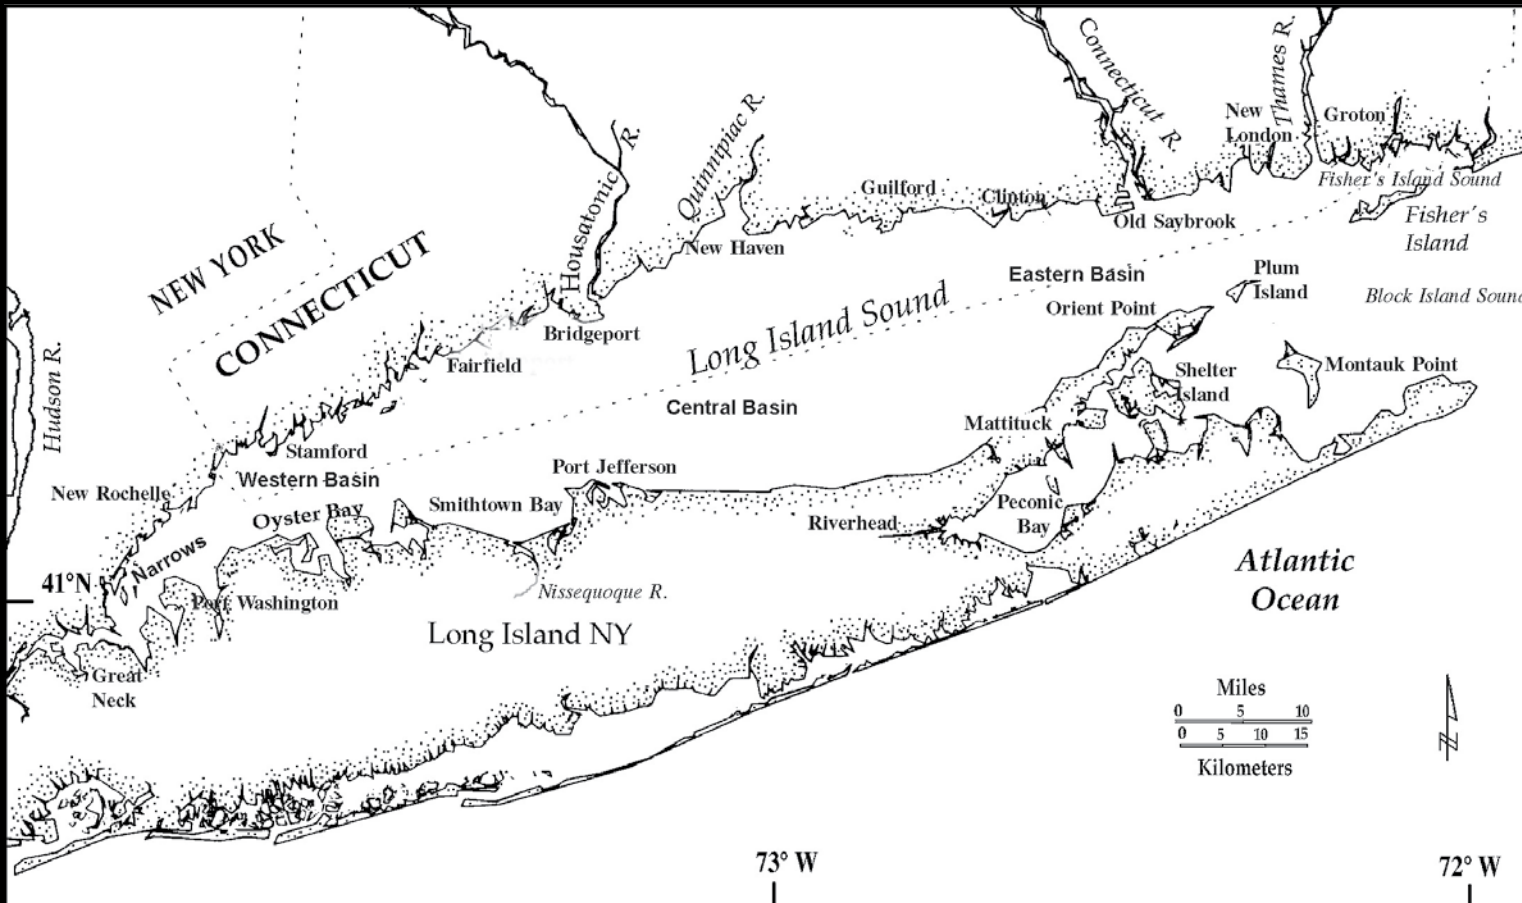 Connecticut R.
Thames R.
New
London
Groton
Quinnipiac R.
Housatonic R.
Guilford
Clinton
Old Saybrook
Fisher's Island Sound
Fisher's
Island
New Haven
NEW YORK
CONNECTICUT
Eastern Basin
Plum
Island
Block Island Sound
Orient Point
Long Island Sound
Bridgeport
Fairfield
Hudson R.
Shelter
Island
Montauk Point
Central Basin
Mattituck
Stamford
Western Basin
Port Jefferson
New Rochelle
Smithtown Bay
Oyster Bay
Peconic
Bay
Riverhead
Narrows
41°N
Port Washington
Nissequoque R.
Atlantic
Ocean
Long Island NY
Great
Neck
Miles
0 5 10
0 5 10 15
Kilometers
N
73° W
72° W